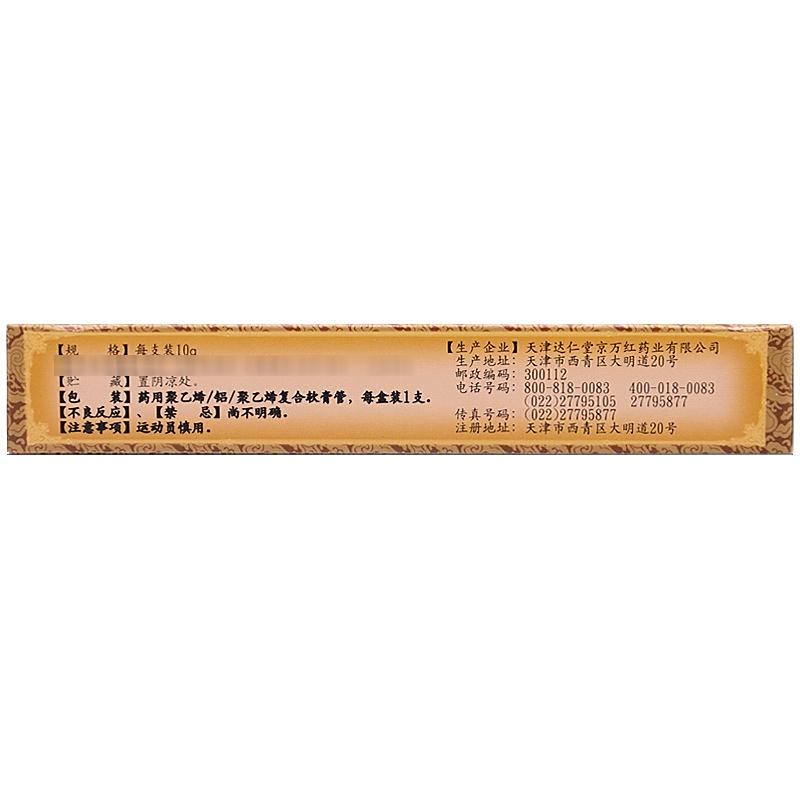 【规　　格】每支装10g
【贮　　藏】置阴凉处。
【包　　装】药用聚乙烯/铝/聚乙烯复合软膏管，每盒装1支．
【不良反应】、【禁　　忌】尚不明确．
【注意事项】运动员慎用。
【生产企业】天津达仁堂京万红药业有限公司
生产地址：天津市西青区大明道20号
邮政编码：300112
电话号码：800-818-0083　400-018-0083
(022)27795105　27795877
传真号码：(022)27795877
注册地址：天津市西青区大明道20号